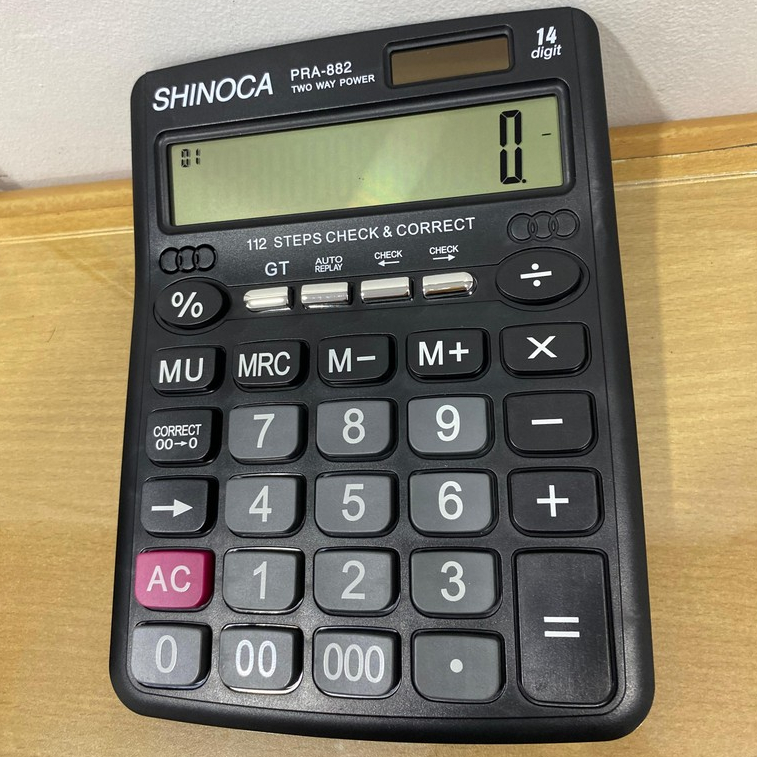 SHINOCA PRA-882
TWO WAY POWER
14
digit
01 0. -
112 STEPS CHECK & CORRECT
GT AUTO REPLAY CHECK ← CHECK →
% ÷
MU MRC M− M+ ×
CORRECT 00→0 7 8 9 −
→ 4 5 6 +
AC 1 2 3
0 00 000 • =